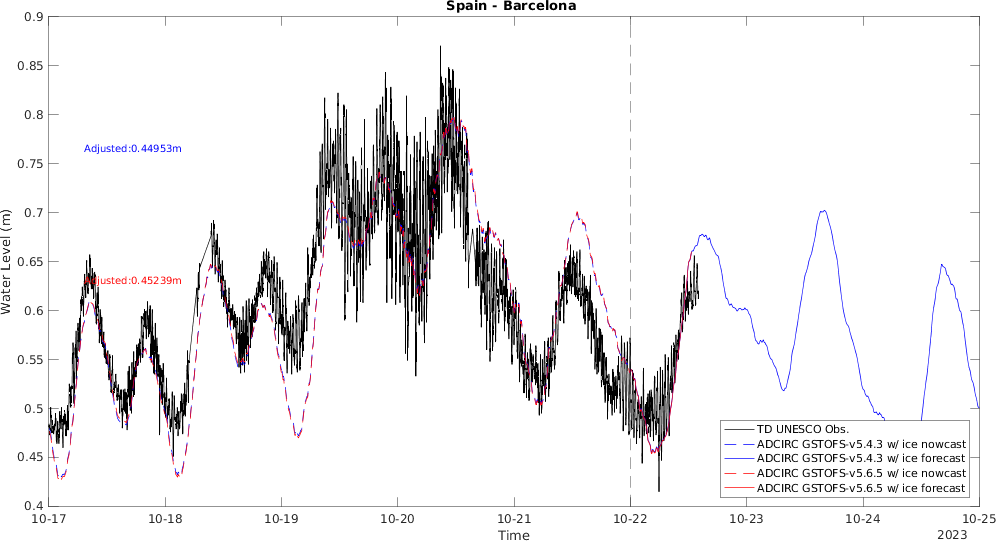 Spain - Barcelona
0.9
0.85
0.8
0.75
0.7
0.65
0.6
0.55
0.5
0.45
0.4
Water Level (m)
Adjusted:0.44953m
Adjusted:0.45239m
TD UNESCO Obs.
ADCIRC GSTOFS-v5.4.3 w/ ice nowcast
ADCIRC GSTOFS-v5.4.3 w/ ice forecast
ADCIRC GSTOFS-v5.6.5 w/ ice nowcast
ADCIRC GSTOFS-v5.6.5 w/ ice forecast
10-17 10-18 10-19 10-20 10-21 10-22 10-23 10-24 10-25
Time
2023